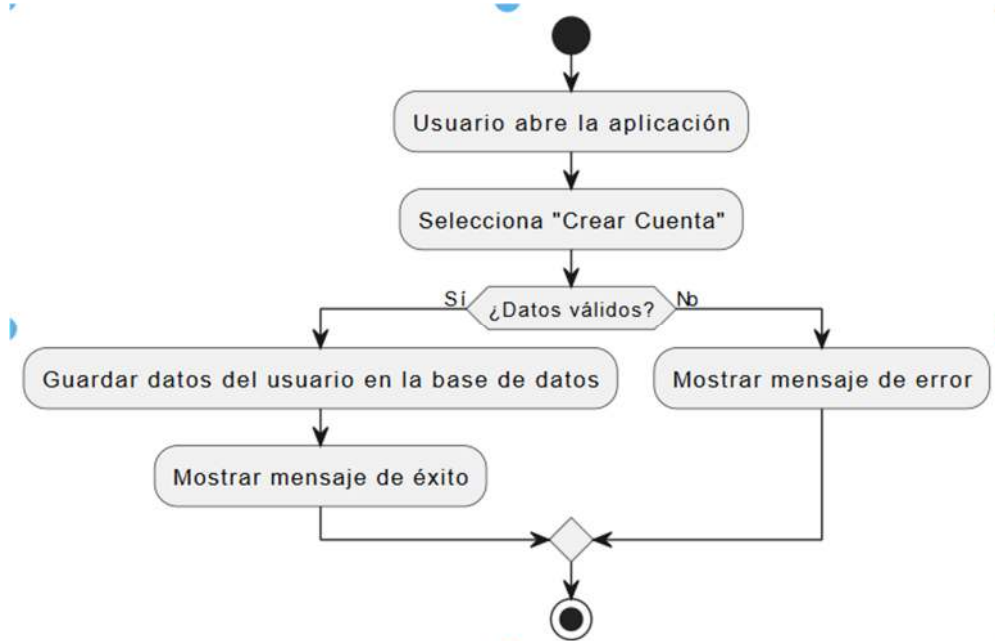 Usuario abre la aplicación
Selecciona "Crear Cuenta"
Sí
¿Datos válidos?
No
Guardar datos del usuario en la base de datos
Mostrar mensaje de error
Mostrar mensaje de éxito